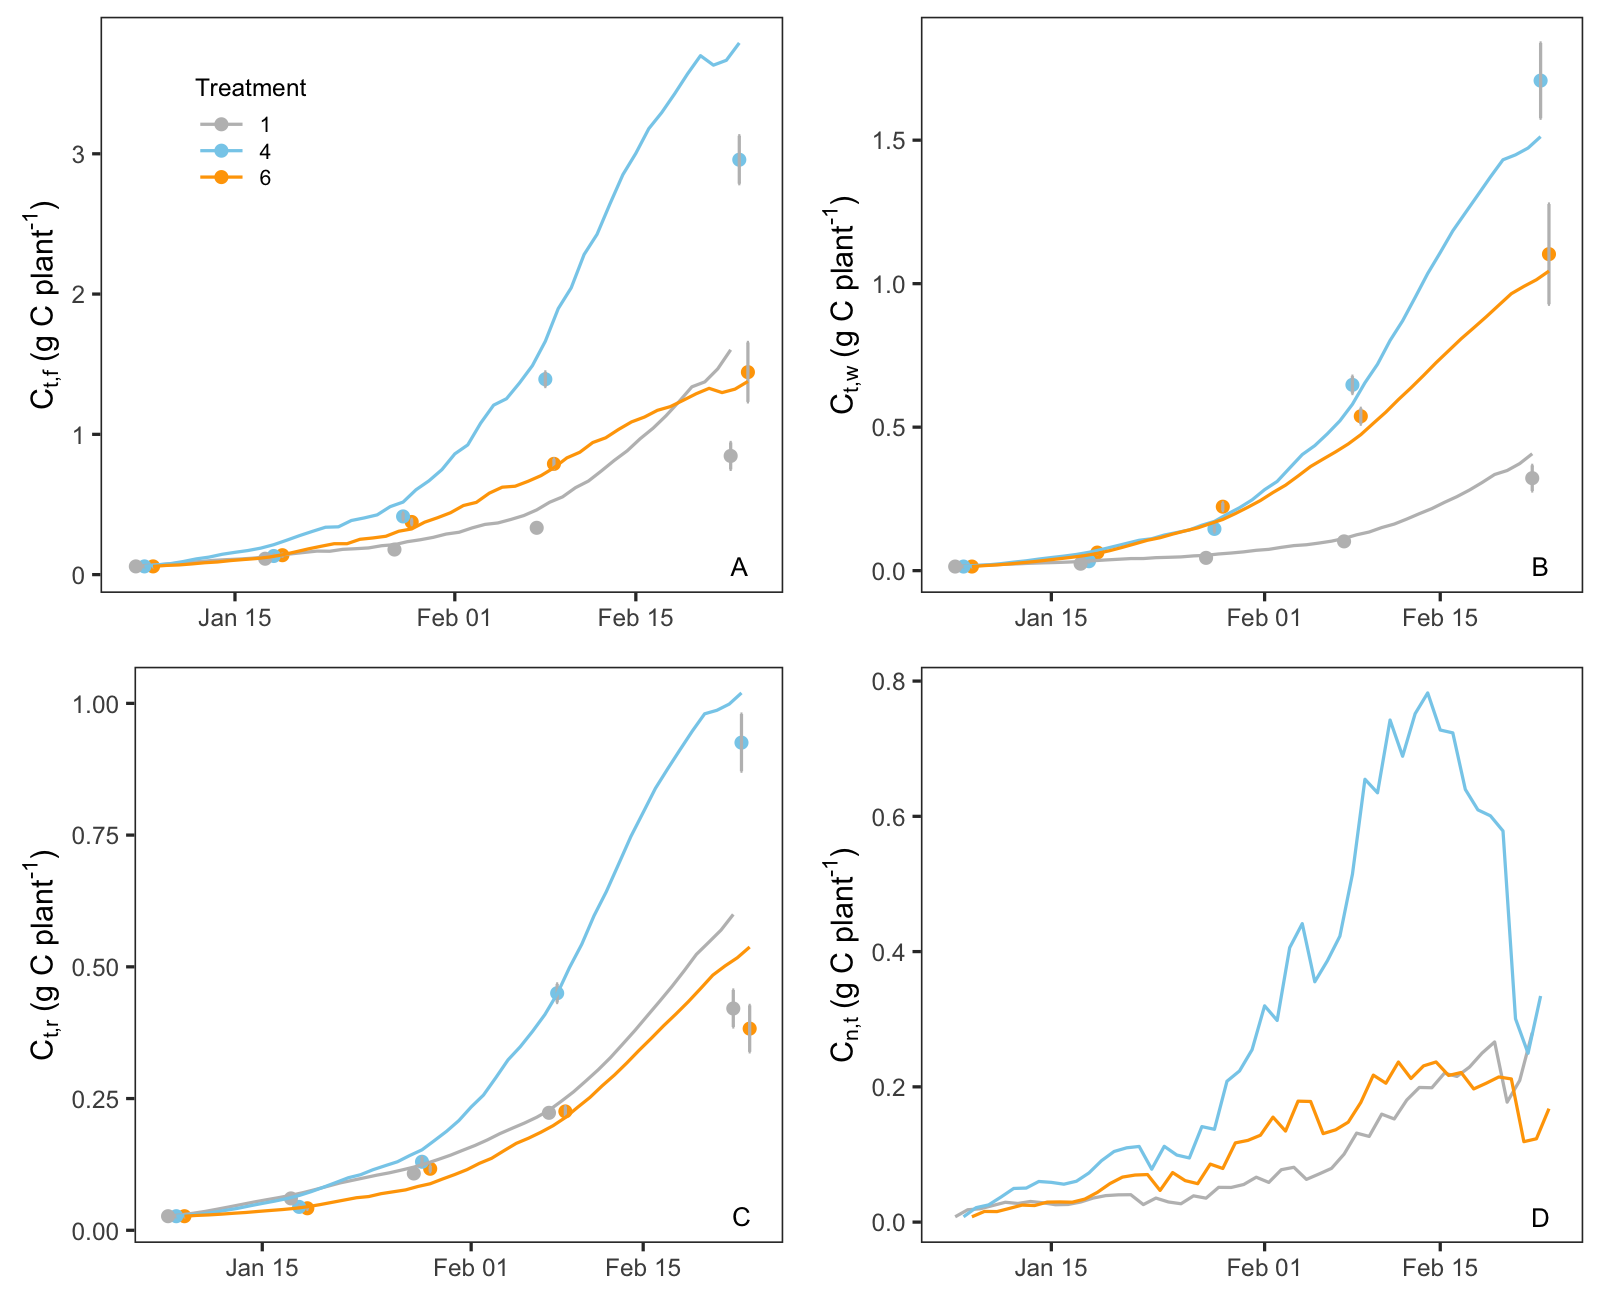 Treatment
1
4
6
C_t,f (g C plant^-1)
3
2
1
0
Jan 15 Feb 01 Feb 15
A
C_t,w (g C plant^-1)
1.5
1.0
0.5
0.0
Jan 15 Feb 01 Feb 15
B
C_t,r (g C plant^-1)
1.00
0.75
0.50
0.25
0.00
Jan 15 Feb 01 Feb 15
C
C_n,t (g C plant^-1)
0.8
0.6
0.4
0.2
0.0
Jan 15 Feb 01 Feb 15
D